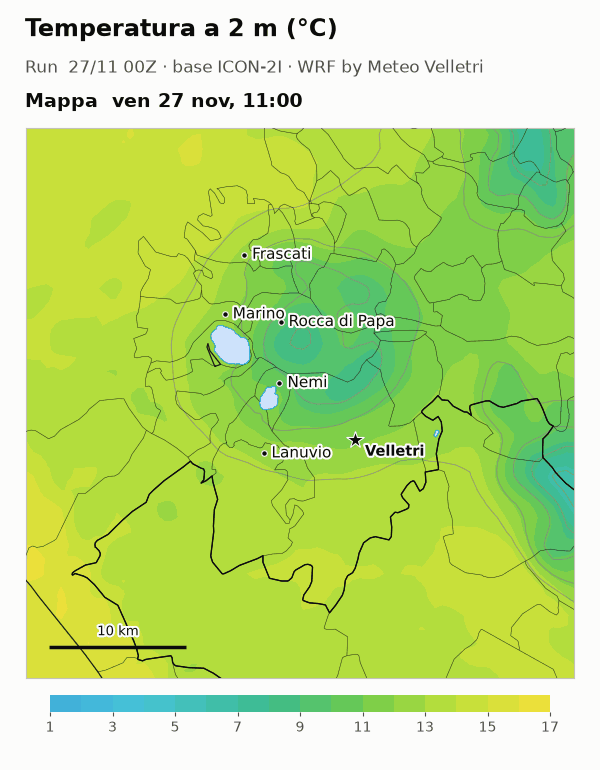 Temperatura a 2 m (°C)
Run  27/11 00Z · base ICON-2I · WRF by Meteo Velletri
Mappa  ven 27 nov, 11:00
Frascati
Marino
Rocca di Papa
Nemi
Velletri
Lanuvio
10 km
1 3 5 7 9 11 13 15 17